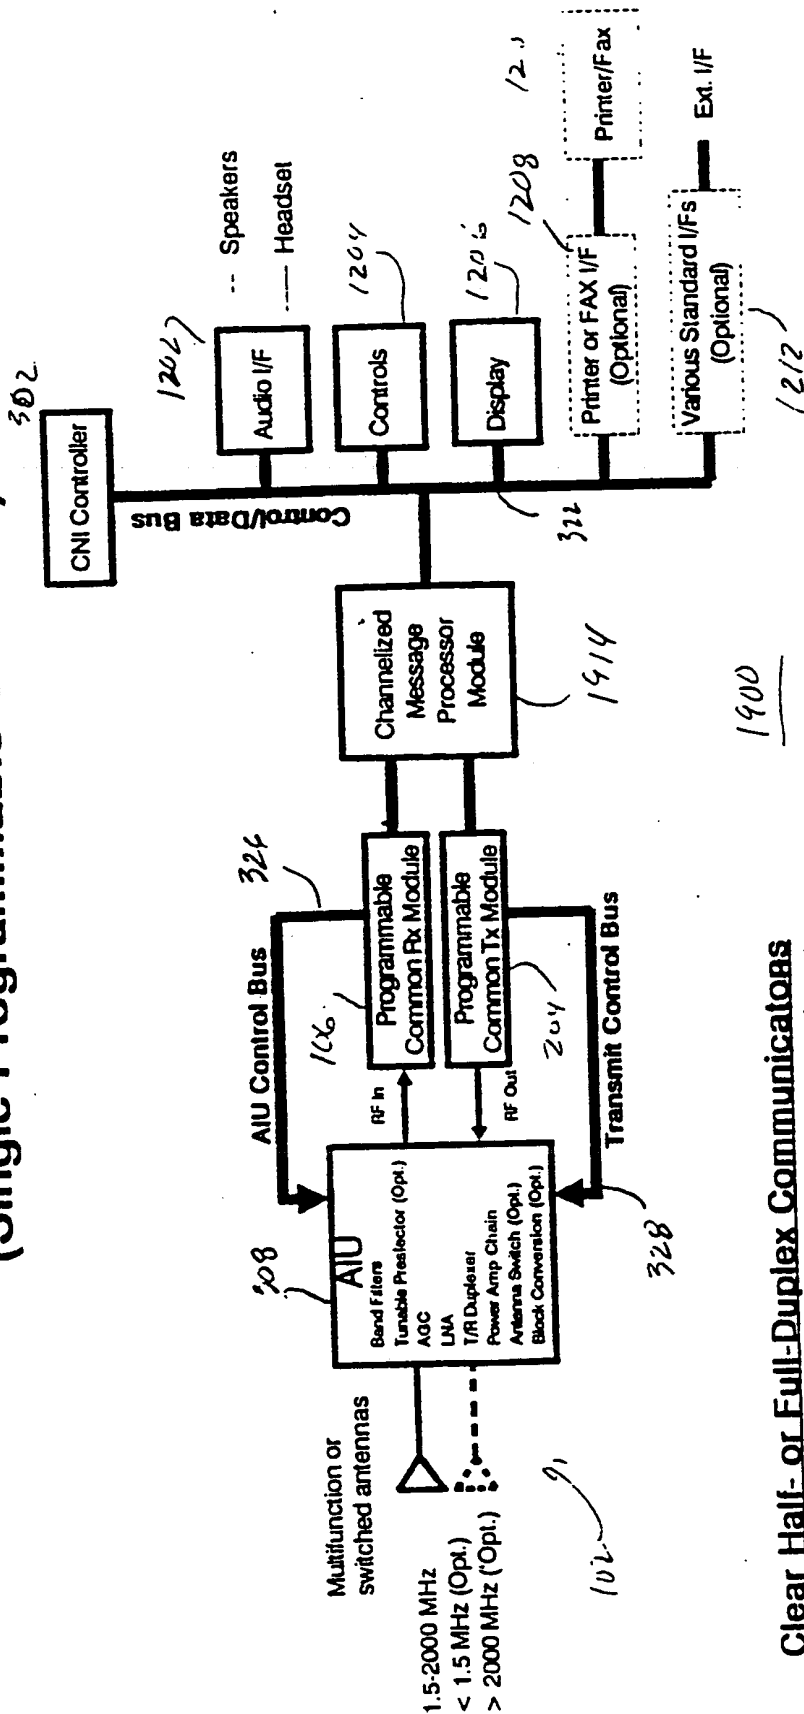 (Single Programmable
302
CNI Controller
Control/Data Bus
1202
Audio I/F
-- Speakers
— Headset
1204
Controls
1206
Display
1208
Printer or FAX I/F
(Optional)
Printer/Fax
Various Standard I/Fs
(Optional)
Ext. I/F
1212
322
Channelized
Message
Processor
Module
1914
326
AIU Control Bus
106
Programmable
Common Rx Module
Programmable
Common Tx Module
204
RF In
RF Out
Transmit Control Bus
328
308
AIU
Band Filters
Tunable Preslector (Opt.)
AGC
LNA
T/R Duplexer
Power Amp Chain
Antenna Switch (Opt.)
Block Conversion (Opt.)
Multifunction or
switched antennas
1.5-2000 MHz
< 1.5 MHz (Opt.)
> 2000 MHz (Opt.)
102
1900
Clear Half- or Full-Duplex Communicators